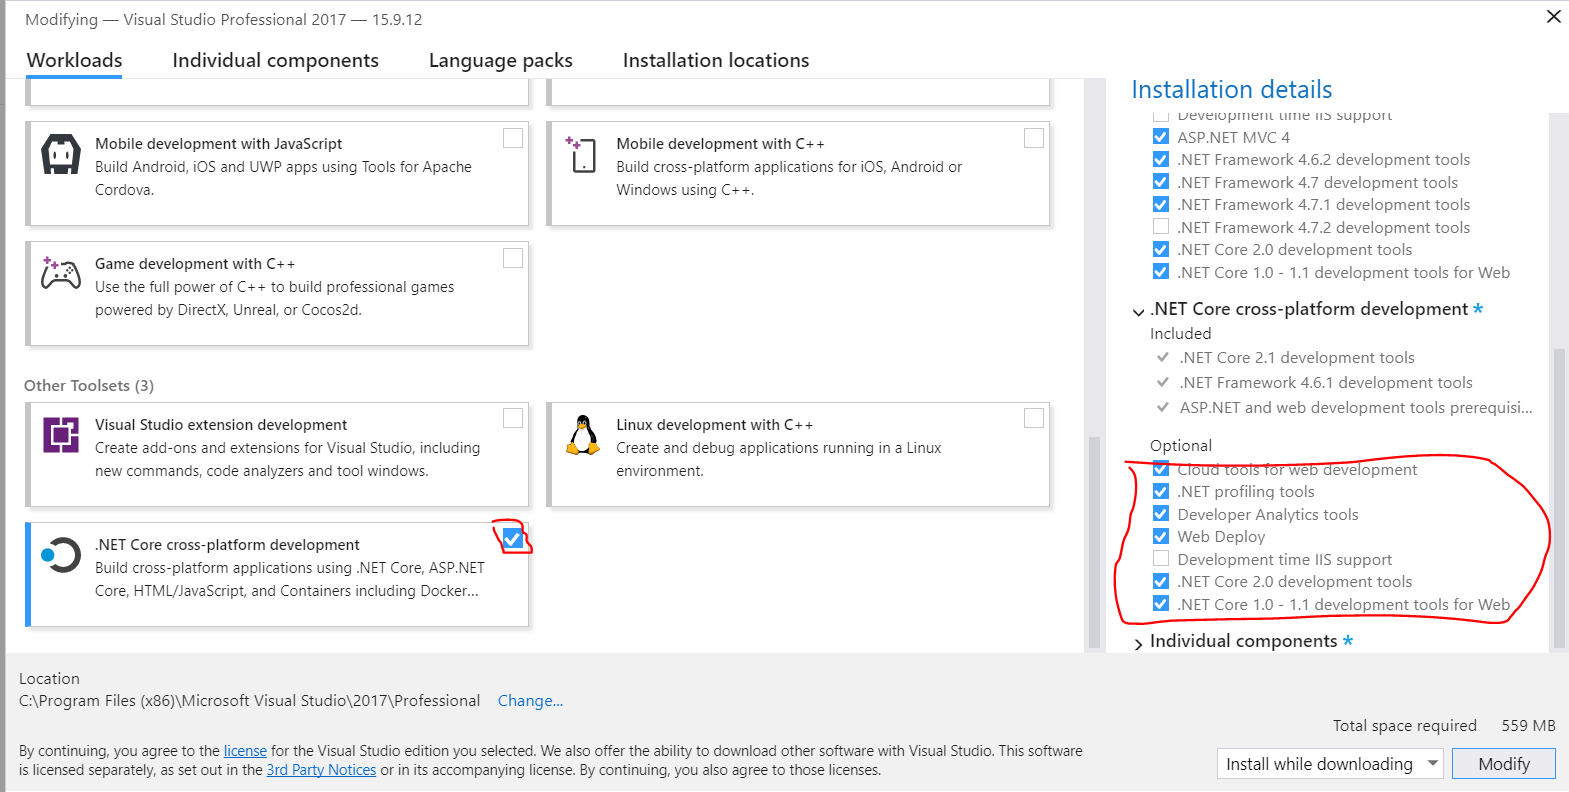 Modifying — Visual Studio Professional 2017 — 15.9.12
Workloads
Individual components
Language packs
Installation locations
Mobile development with JavaScript
Build Android, iOS and UWP apps using Tools for Apache
Cordova.
Mobile development with C++
Build cross-platform applications for iOS, Android or
Windows using C++.
Game development with C++
Use the full power of C++ to build professional games
powered by DirectX, Unreal, or Cocos2d.
Other Toolsets (3)
Visual Studio extension development
Create add-ons and extensions for Visual Studio, including
new commands, code analyzers and tool windows.
Linux development with C++
Create and debug applications running in a Linux
environment.
.NET Core cross-platform development
Build cross-platform applications using .NET Core, ASP.NET
Core, HTML/JavaScript, and Containers including Docker...
Installation details
Development time IIS support
ASP.NET MVC 4
.NET Framework 4.6.2 development tools
.NET Framework 4.7 development tools
.NET Framework 4.7.1 development tools
.NET Framework 4.7.2 development tools
.NET Core 2.0 development tools
.NET Core 1.0 - 1.1 development tools for Web
.NET Core cross-platform development *
Included
.NET Core 2.1 development tools
.NET Framework 4.6.1 development tools
ASP.NET and web development tools prerequisi...
Optional
Cloud tools for web development
.NET profiling tools
Developer Analytics tools
Web Deploy
Development time IIS support
.NET Core 2.0 development tools
.NET Core 1.0 - 1.1 development tools for Web
Individual components *
Location
C:\Program Files (x86)\Microsoft Visual Studio\2017\Professional
Change...
Total space required 559 MB
By continuing, you agree to the license for the Visual Studio edition you selected. We also offer the ability to download other software with Visual Studio. This software
is licensed separately, as set out in the 3rd Party Notices or in its accompanying license. By continuing, you also agree to those licenses.
Install while downloading
Modify